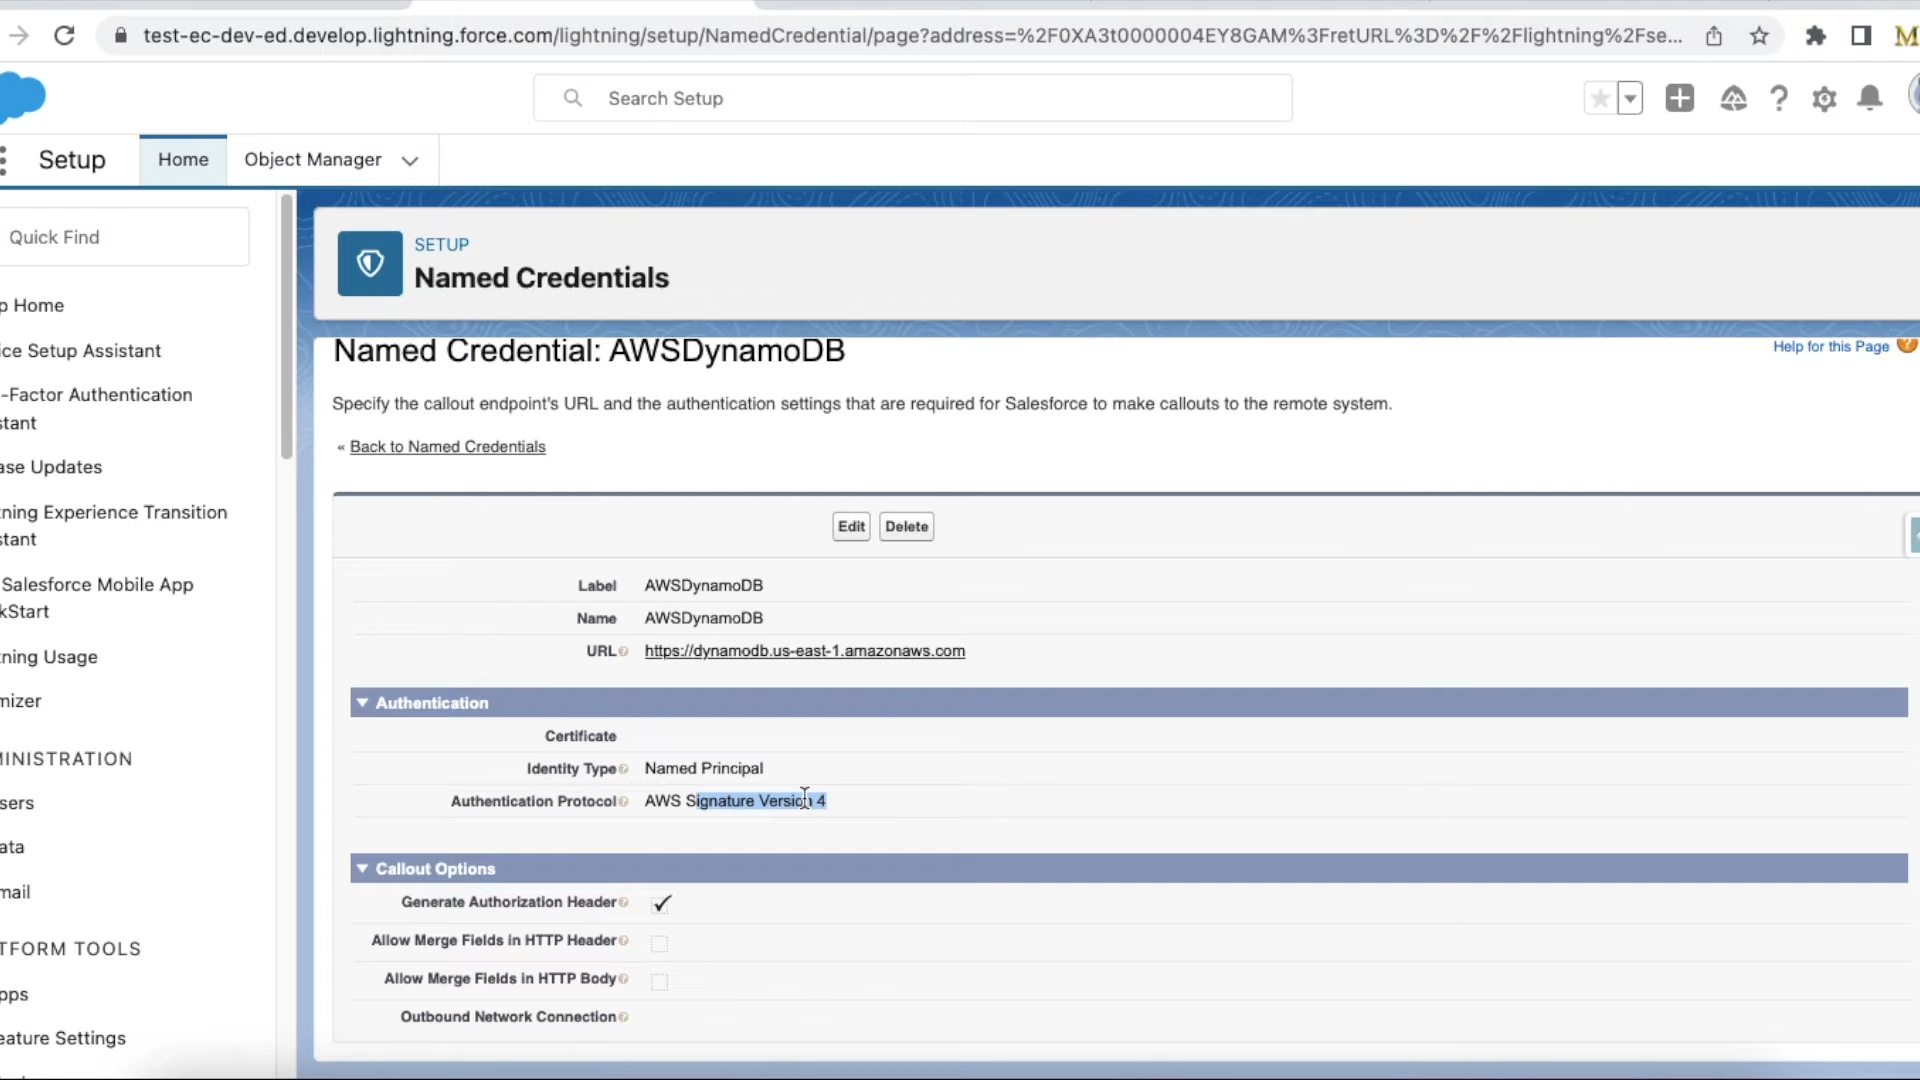 test-ec-dev-ed.develop.lightning.force.com/lightning/setup/NamedCredential/page?address=%2F0XA3t0000004EY8GAM%3FretURL%3D%2F%2Flightning%2Fse...
M
Search Setup
Setup
Home
Object Manager
Quick Find
p Home
ice Setup Assistant
-Factor Authentication
stant
ase Updates
tning Experience Transition
stant
Salesforce Mobile App
kStart
tning Usage
mizer
MINISTRATION
sers
ata
mail
TFORM TOOLS
pps
eature Settings
SETUP
Named Credentials
Named Credential: AWSDynamoDB
Help for this Page
Specify the callout endpoint's URL and the authentication settings that are required for Salesforce to make callouts to the remote system.
« Back to Named Credentials
Edit Delete
Label AWSDynamoDB
Name AWSDynamoDB
URL https://dynamodb.us-east-1.amazonaws.com
Authentication
Certificate
Identity Type Named Principal
Authentication Protocol AWS Signature Version 4
Callout Options
Generate Authorization Header
Allow Merge Fields in HTTP Header
Allow Merge Fields in HTTP Body
Outbound Network Connection